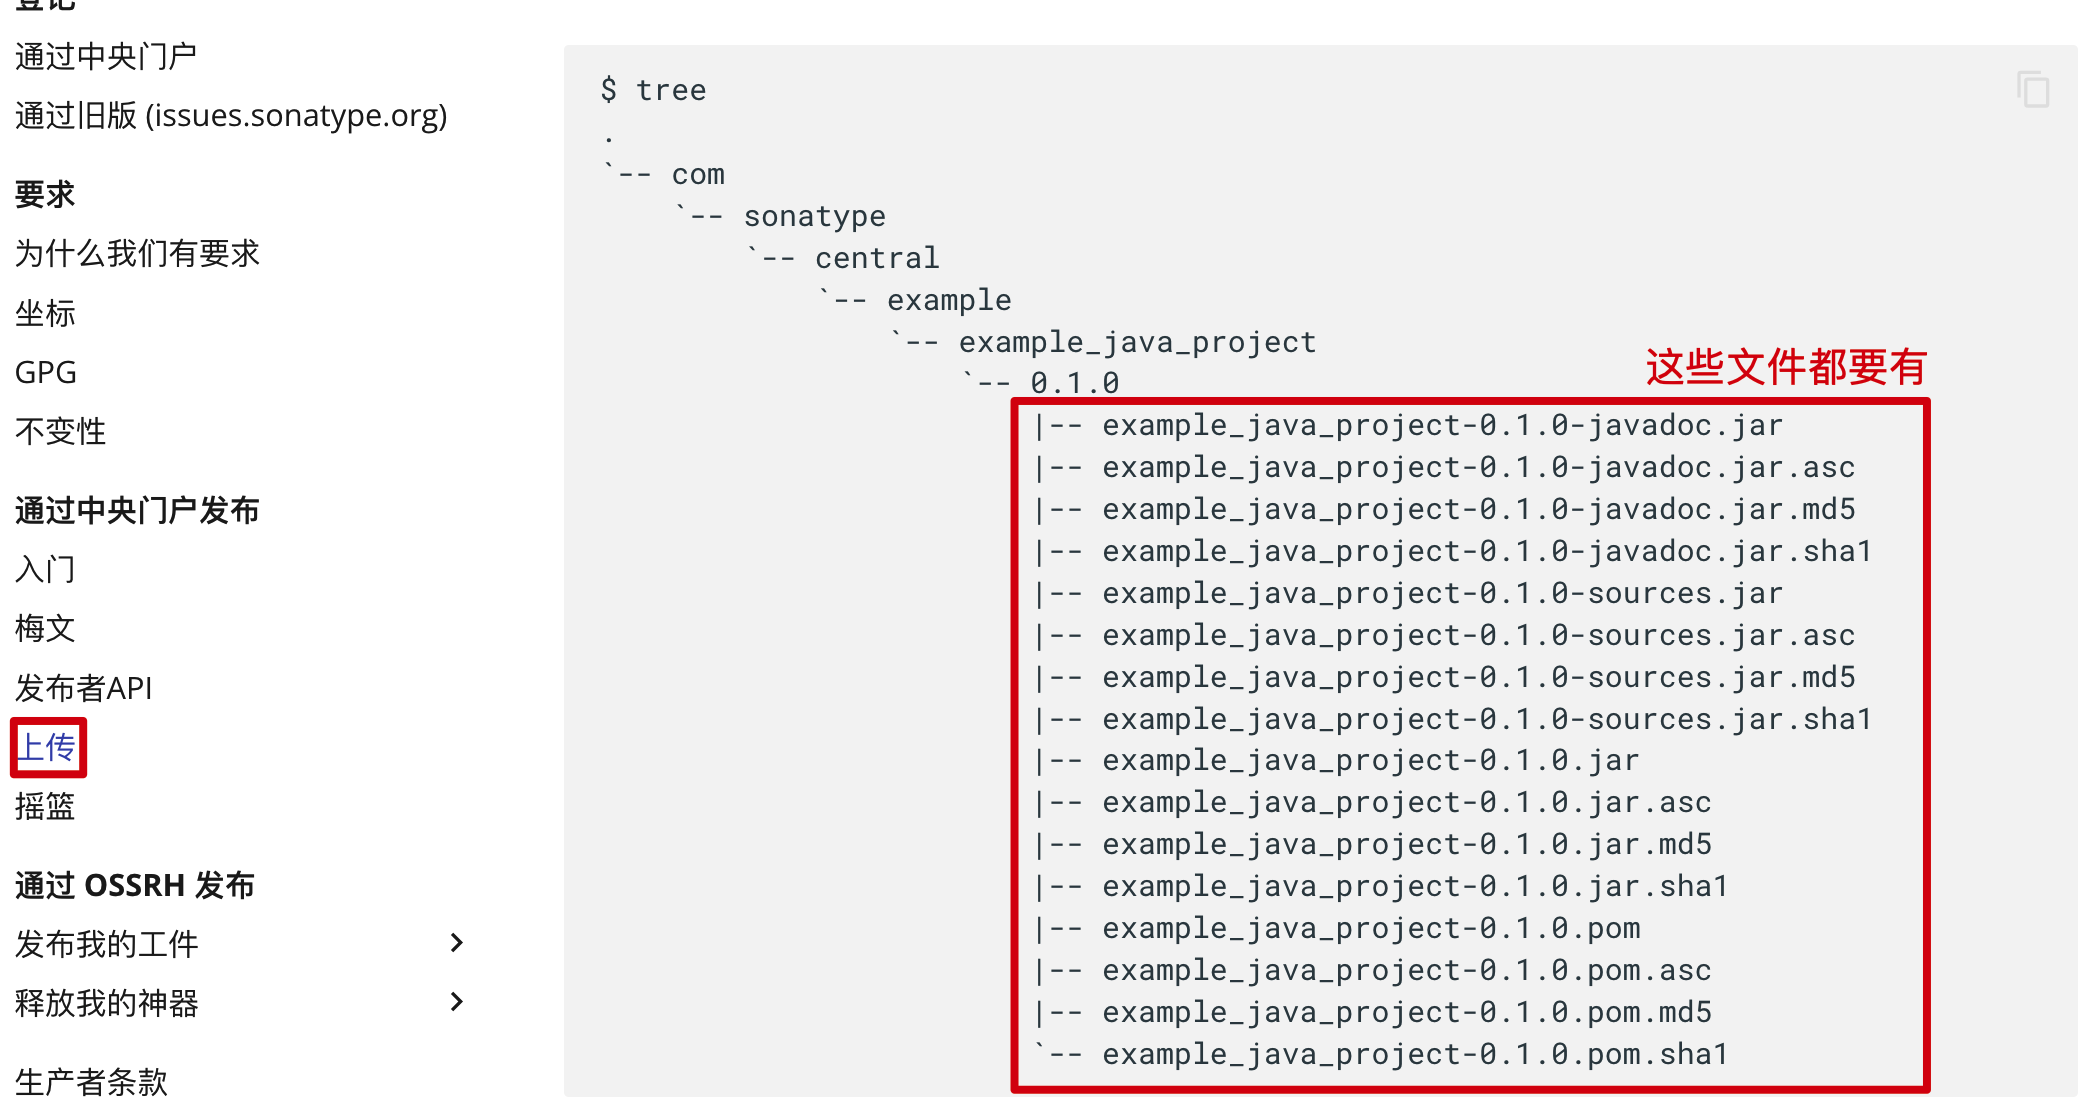 登记
通过中央门户
通过旧版 (issues.sonatype.org)
要求
为什么我们有要求
坐标
GPG
不变性
通过中央门户发布
入门
梅文
发布者API
上传
摇篮
通过 OSSRH 发布
发布我的工件
释放我的神器
生产者条款
$ tree
.
`-- com
    `-- sonatype
        `-- central
            `-- example
                `-- example_java_project
                    `-- 0.1.0
这些文件都要有
                        |-- example_java_project-0.1.0-javadoc.jar
                        |-- example_java_project-0.1.0-javadoc.jar.asc
                        |-- example_java_project-0.1.0-javadoc.jar.md5
                        |-- example_java_project-0.1.0-javadoc.jar.sha1
                        |-- example_java_project-0.1.0-sources.jar
                        |-- example_java_project-0.1.0-sources.jar.asc
                        |-- example_java_project-0.1.0-sources.jar.md5
                        |-- example_java_project-0.1.0-sources.jar.sha1
                        |-- example_java_project-0.1.0.jar
                        |-- example_java_project-0.1.0.jar.asc
                        |-- example_java_project-0.1.0.jar.md5
                        |-- example_java_project-0.1.0.jar.sha1
                        |-- example_java_project-0.1.0.pom
                        |-- example_java_project-0.1.0.pom.asc
                        |-- example_java_project-0.1.0.pom.md5
                        `-- example_java_project-0.1.0.pom.sha1